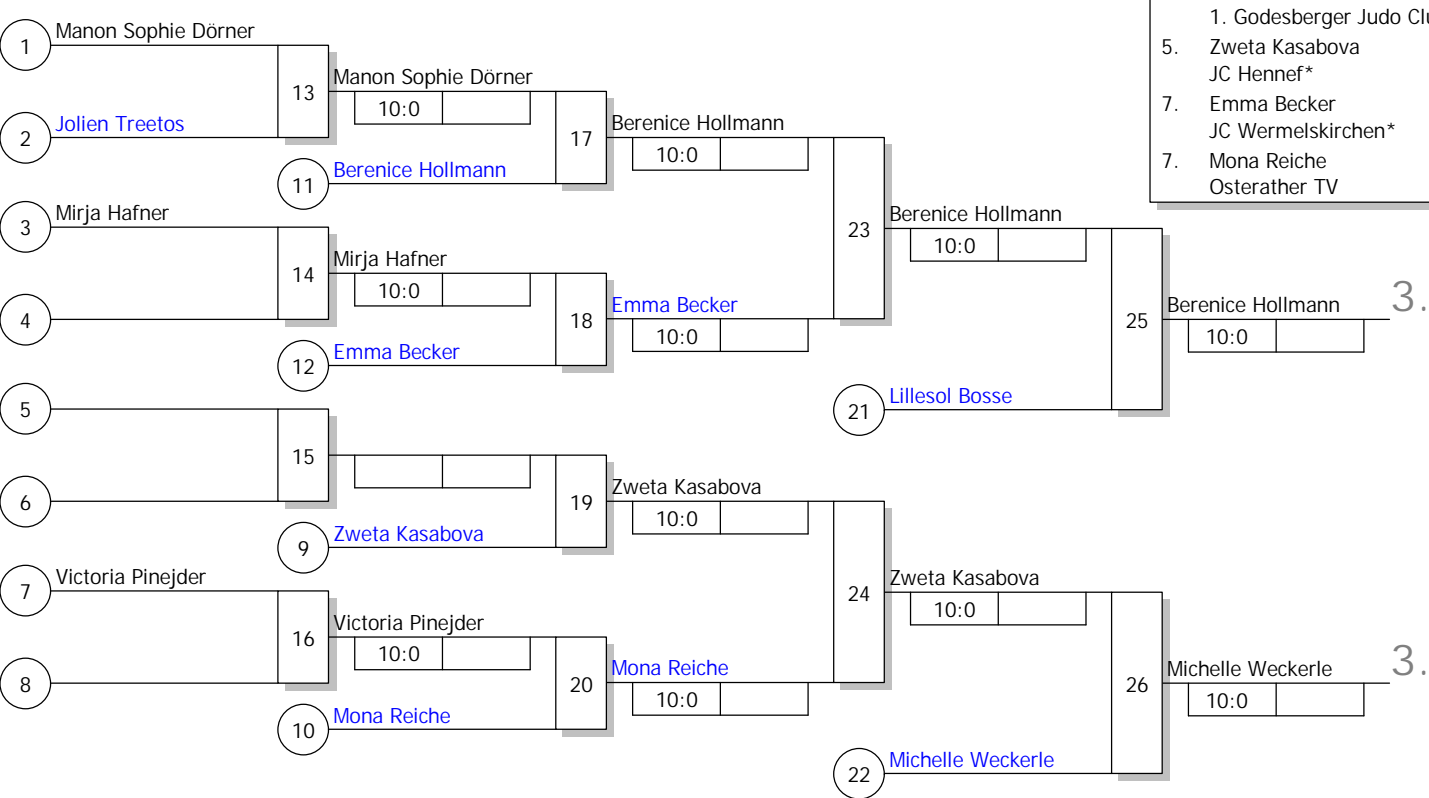 1. Godesberger Judo Clu
5. Zweta Kasabova
JC Hennef*
7. Emma Becker
JC Wermelskirchen*
7. Mona Reiche
Osterather TV
1 Manon Sophie Dörner
2 Jolien Treetos
13
Manon Sophie Dörner
10:0
11 Berenice Hollmann
17
Berenice Hollmann
10:0
3 Mirja Hafner
4
14
Mirja Hafner
10:0
12 Emma Becker
18
Emma Becker
10:0
23
Berenice Hollmann
10:0
21 Lillesol Bosse
25
Berenice Hollmann 3.
10:0
5
6
15
9 Zweta Kasabova
19
Zweta Kasabova
10:0
7 Victoria Pinejder
8
16
Victoria Pinejder
10:0
10 Mona Reiche
20
Mona Reiche
10:0
24
Zweta Kasabova
10:0
22 Michelle Weckerle
26
Michelle Weckerle 3.
10:0